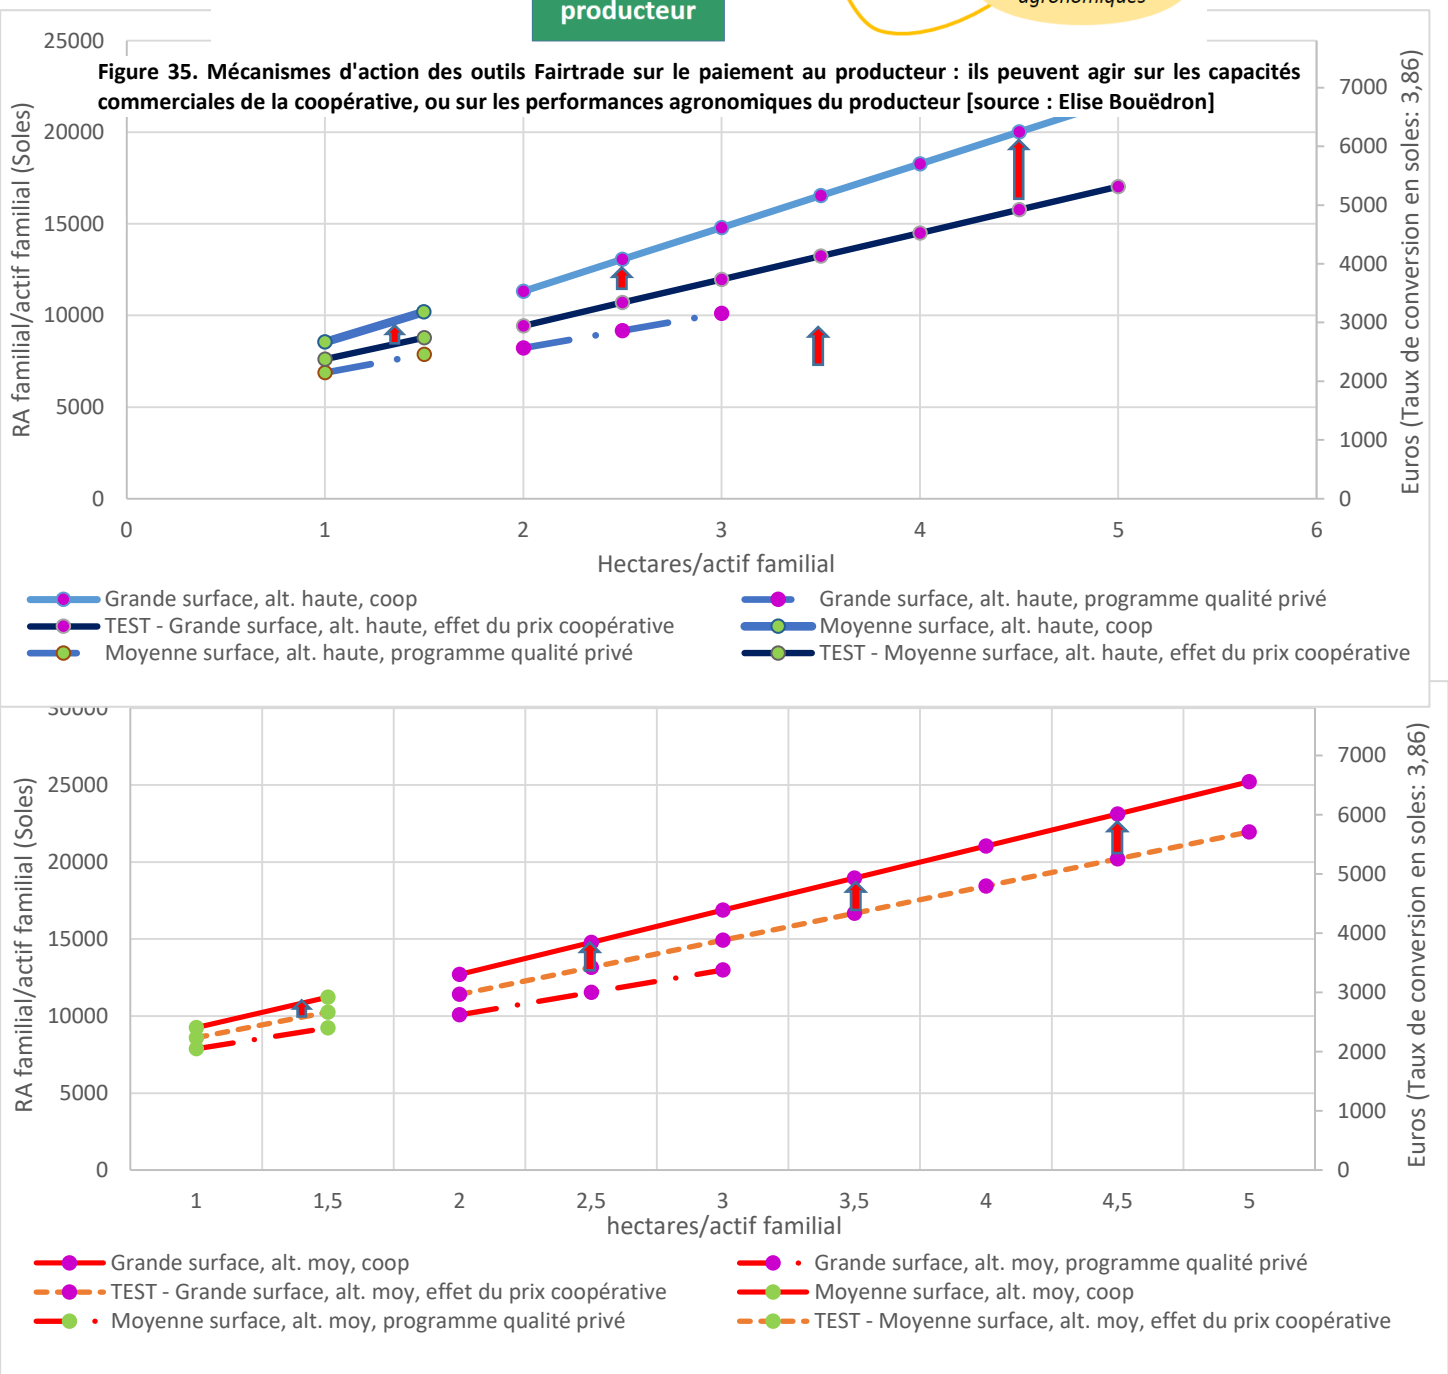 producteur
agronomiques
Figure 35. Mécanismes d'action des outils Fairtrade sur le paiement au producteur : ils peuvent agir sur les capacités
commerciales de la coopérative, ou sur les performances agronomiques du producteur [source : Elise Bouëdron]
RA familial/actif familial (Soles)
25000
20000
15000
10000
5000
0
0 1 2 3 4 5 6
Hectares/actif familial
7000
6000
5000
4000
3000
2000
1000
0
Euros (Taux de conversion en soles: 3,86)
Grande surface, alt. haute, coop
Grande surface, alt. haute, programme qualité privé
TEST - Grande surface, alt. haute, effet du prix coopérative
Moyenne surface, alt. haute, coop
Moyenne surface, alt. haute, programme qualité privé
TEST - Moyenne surface, alt. haute, effet du prix coopérative
RA familial/actif familial (Soles)
30000
25000
20000
15000
10000
5000
0
1 1,5 2 2,5 3 3,5 4 4,5 5
hectares/actif familial
7000
6000
5000
4000
3000
2000
1000
0
Euros (Taux de conversion en soles: 3,86)
Grande surface, alt. moy, coop
Grande surface, alt. moy, programme qualité privé
TEST - Grande surface, alt. moy, effet du prix coopérative
Moyenne surface, alt. moy, coop
Moyenne surface, alt. moy, programme qualité privé
TEST - Moyenne surface, alt. moy, effet du prix coopérative